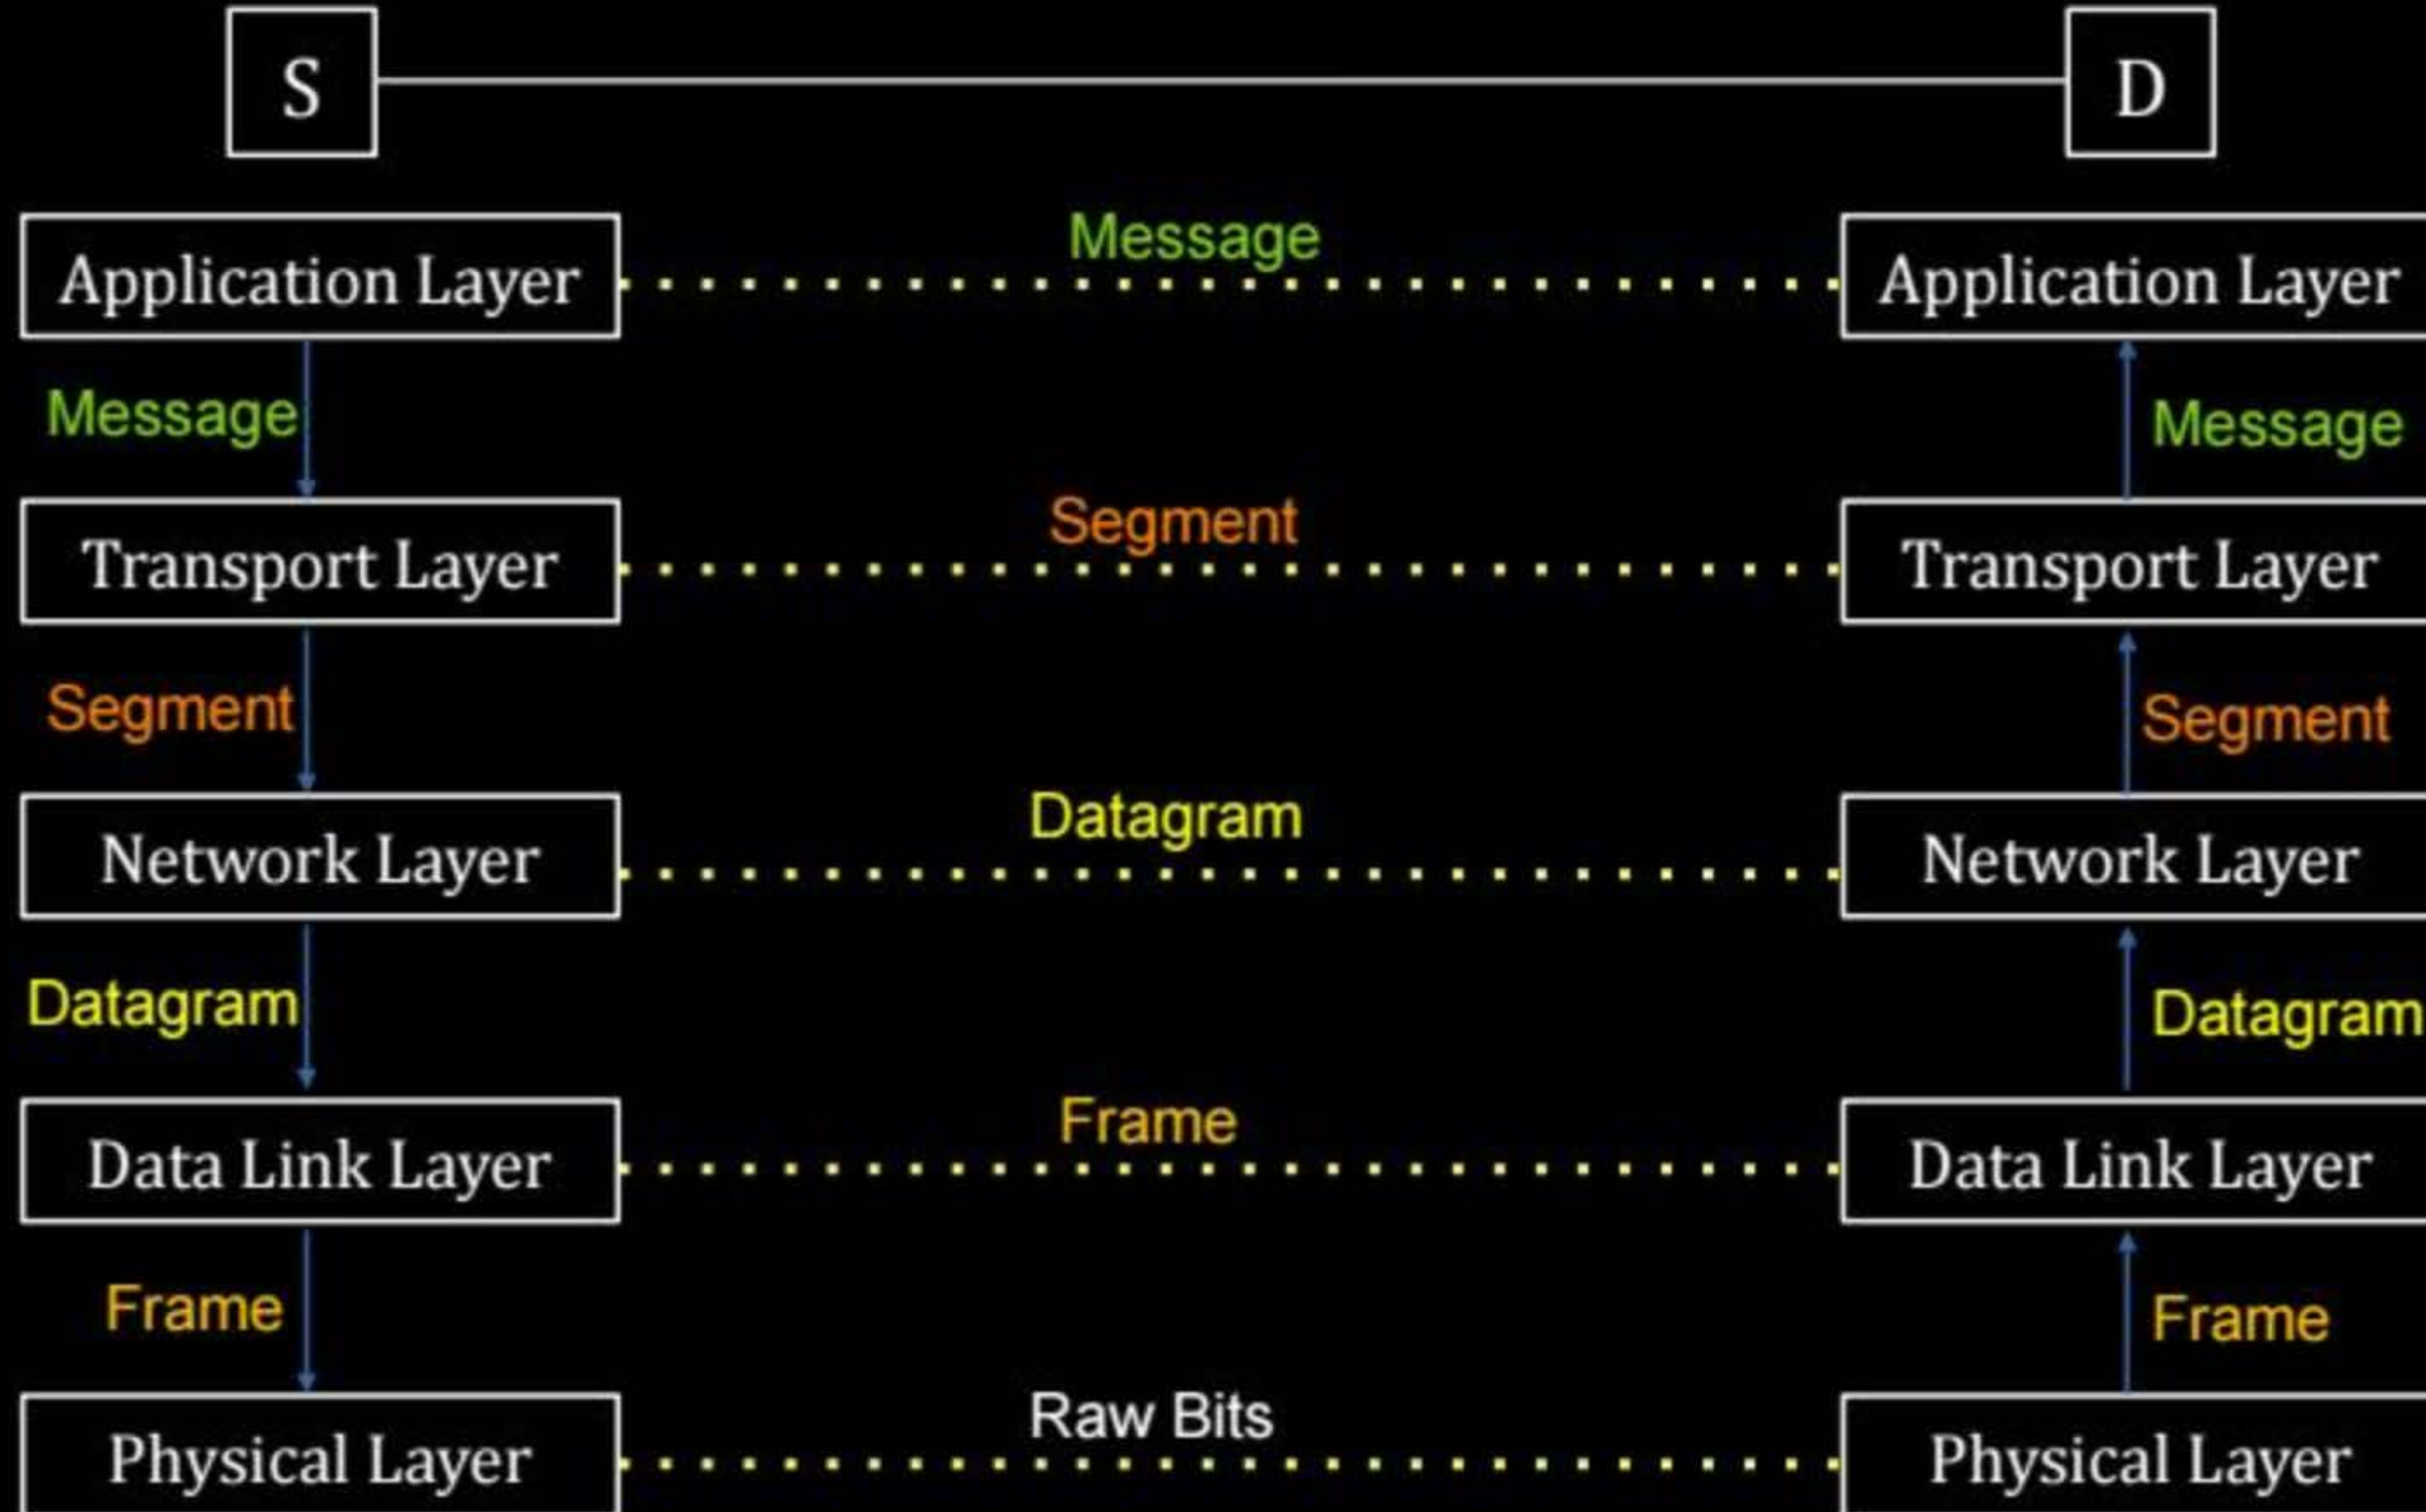 S
D
Message
Application Layer
Application Layer
Message
Message
Segment
Transport Layer
Transport Layer
Segment
Segment
Datagram
Network Layer
Network Layer
Datagram
Datagram
Frame
Data Link Layer
Data Link Layer
Frame
Frame
Raw Bits
Physical Layer
Physical Layer